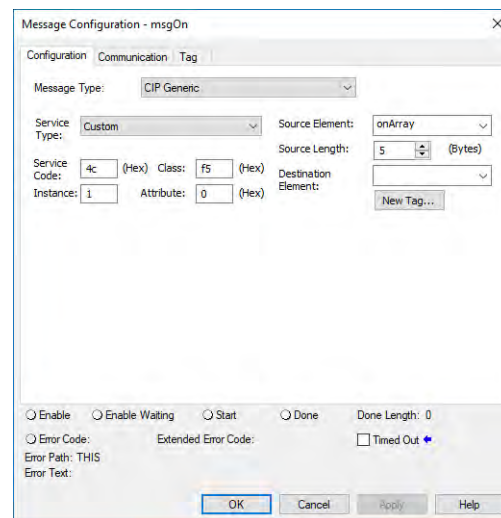 Message Configuration - msgOn
Configuration Communication Tag
Message Type: CIP Generic
Service Type: Custom
Source Element: onArray
Source Length: 5 (Bytes)
Service Code: 4c (Hex) Class: f5 (Hex)
Destination Element:
Instance: 1 Attribute: 0 (Hex)
New Tag...
Enable Enable Waiting Start Done Done Length: 0
Error Code: Extended Error Code: Timed Out
Error Path: THIS
Error Text:
OK Cancel Apply Help